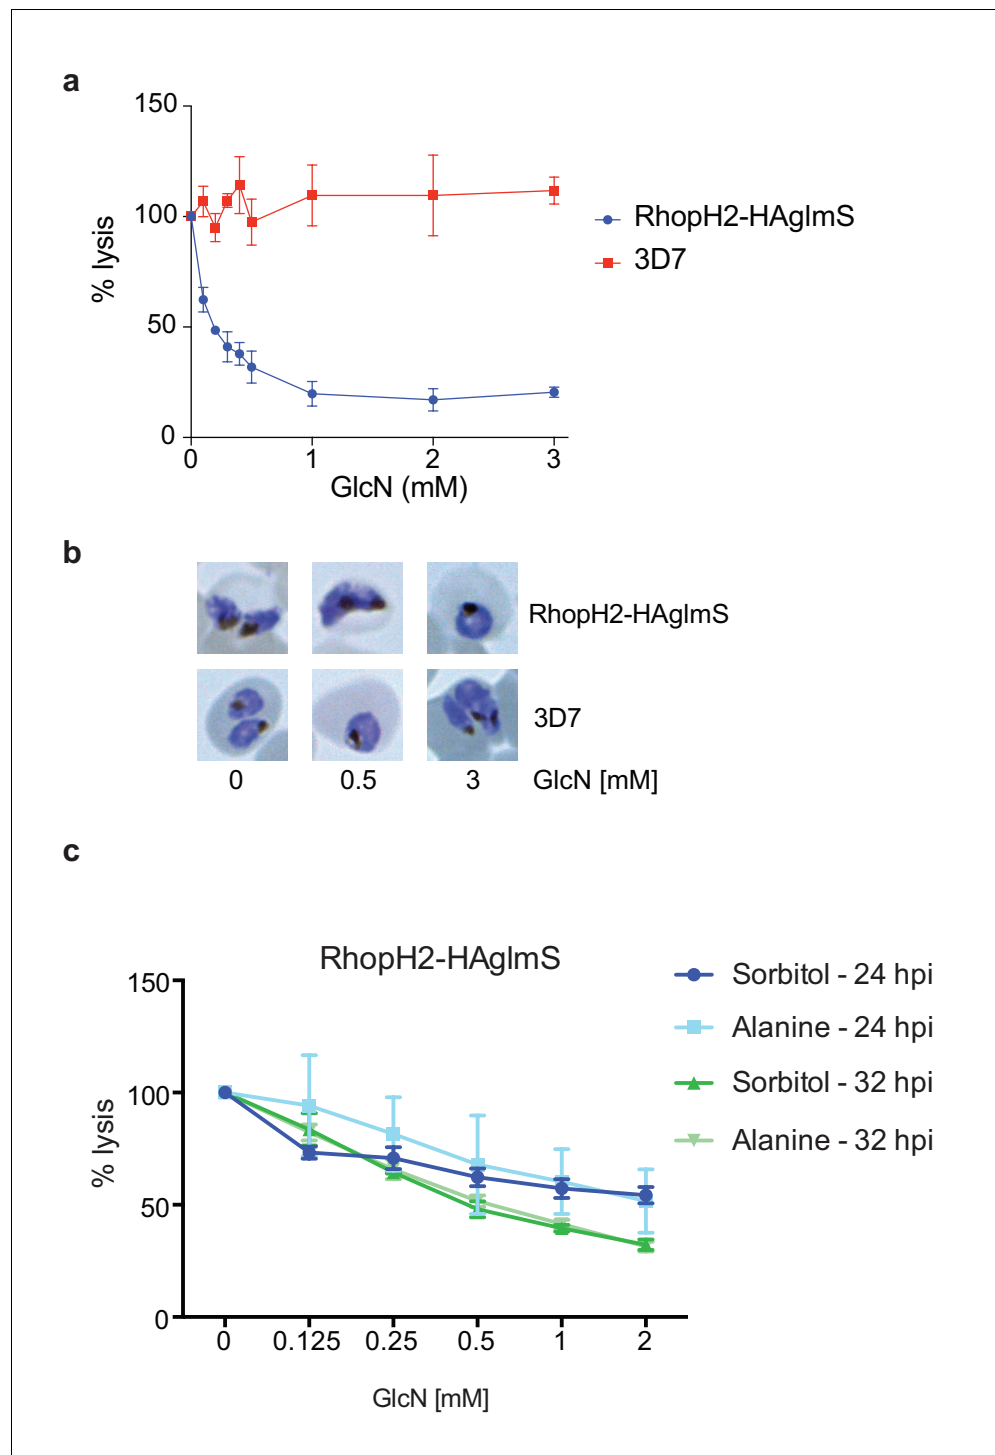 a
150
100
50
0
% lysis
0 1 2 3
GlcN (mM)
RhopH2-HAglmS
3D7
b
RhopH2-HAglmS
3D7
0 0.5 3 GlcN [mM]
c
RhopH2-HAglmS
150
100
50
0
% lysis
0 0.125 0.25 0.5 1 2
GlcN [mM]
Sorbitol - 24 hpi
Alanine - 24 hpi
Sorbitol - 32 hpi
Alanine - 32 hpi